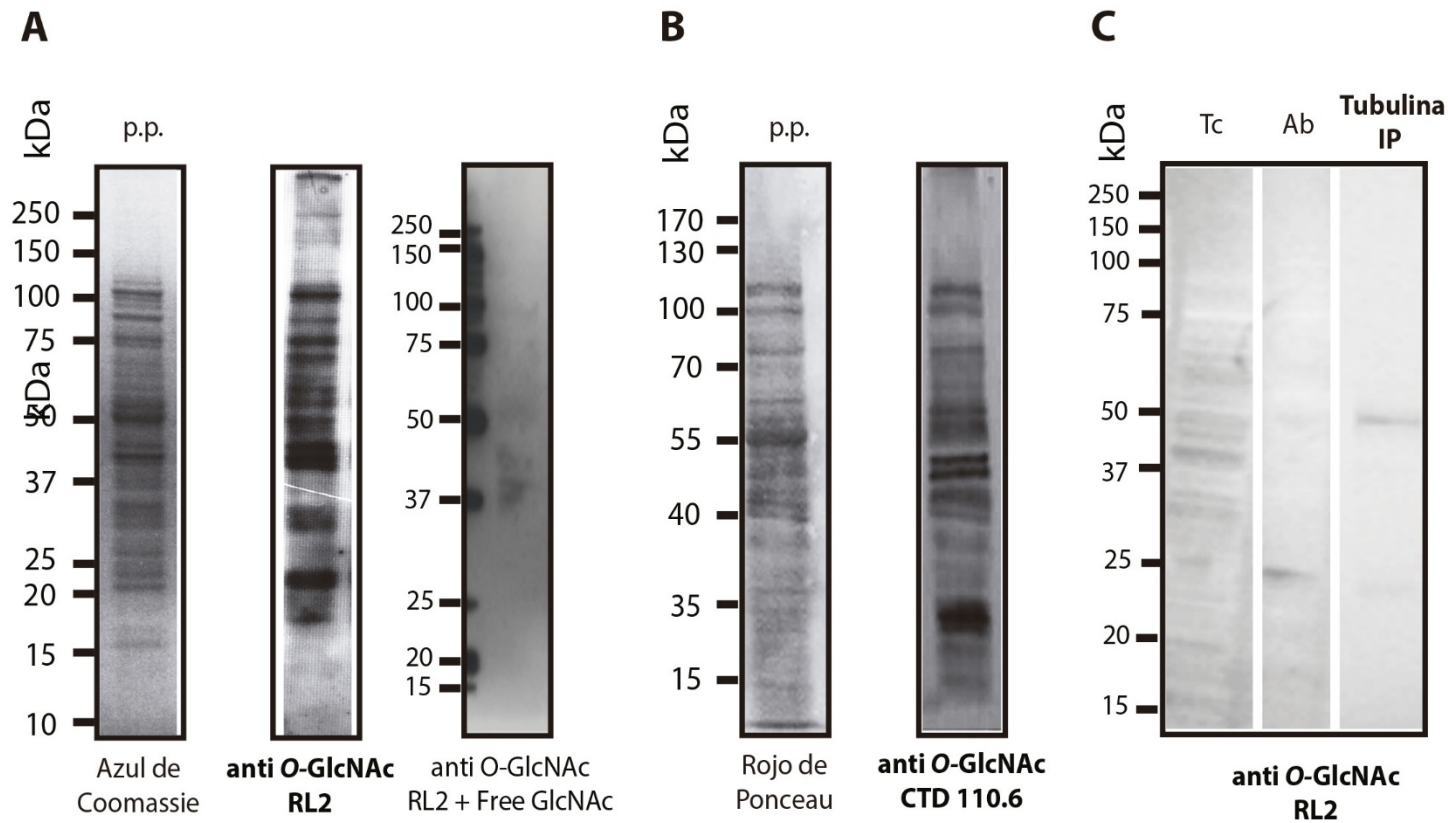 A
kDa
p.p.
250
150
100
75
kDa
50
37
25
20
15
10
250
150
100
75
50
37
25
20
15
Azul de
Coomassie
anti O-GlcNAc
RL2
anti O-GlcNAc
RL2 + Free GlcNAc
B
kDa
p.p.
170
130
100
70
55
40
35
15
Rojo de
Ponceau
anti O-GlcNAc
CTD 110.6
C
kDa
Tc
Ab
Tubulina
IP
250
150
100
75
50
37
25
20
15
anti O-GlcNAc
RL2